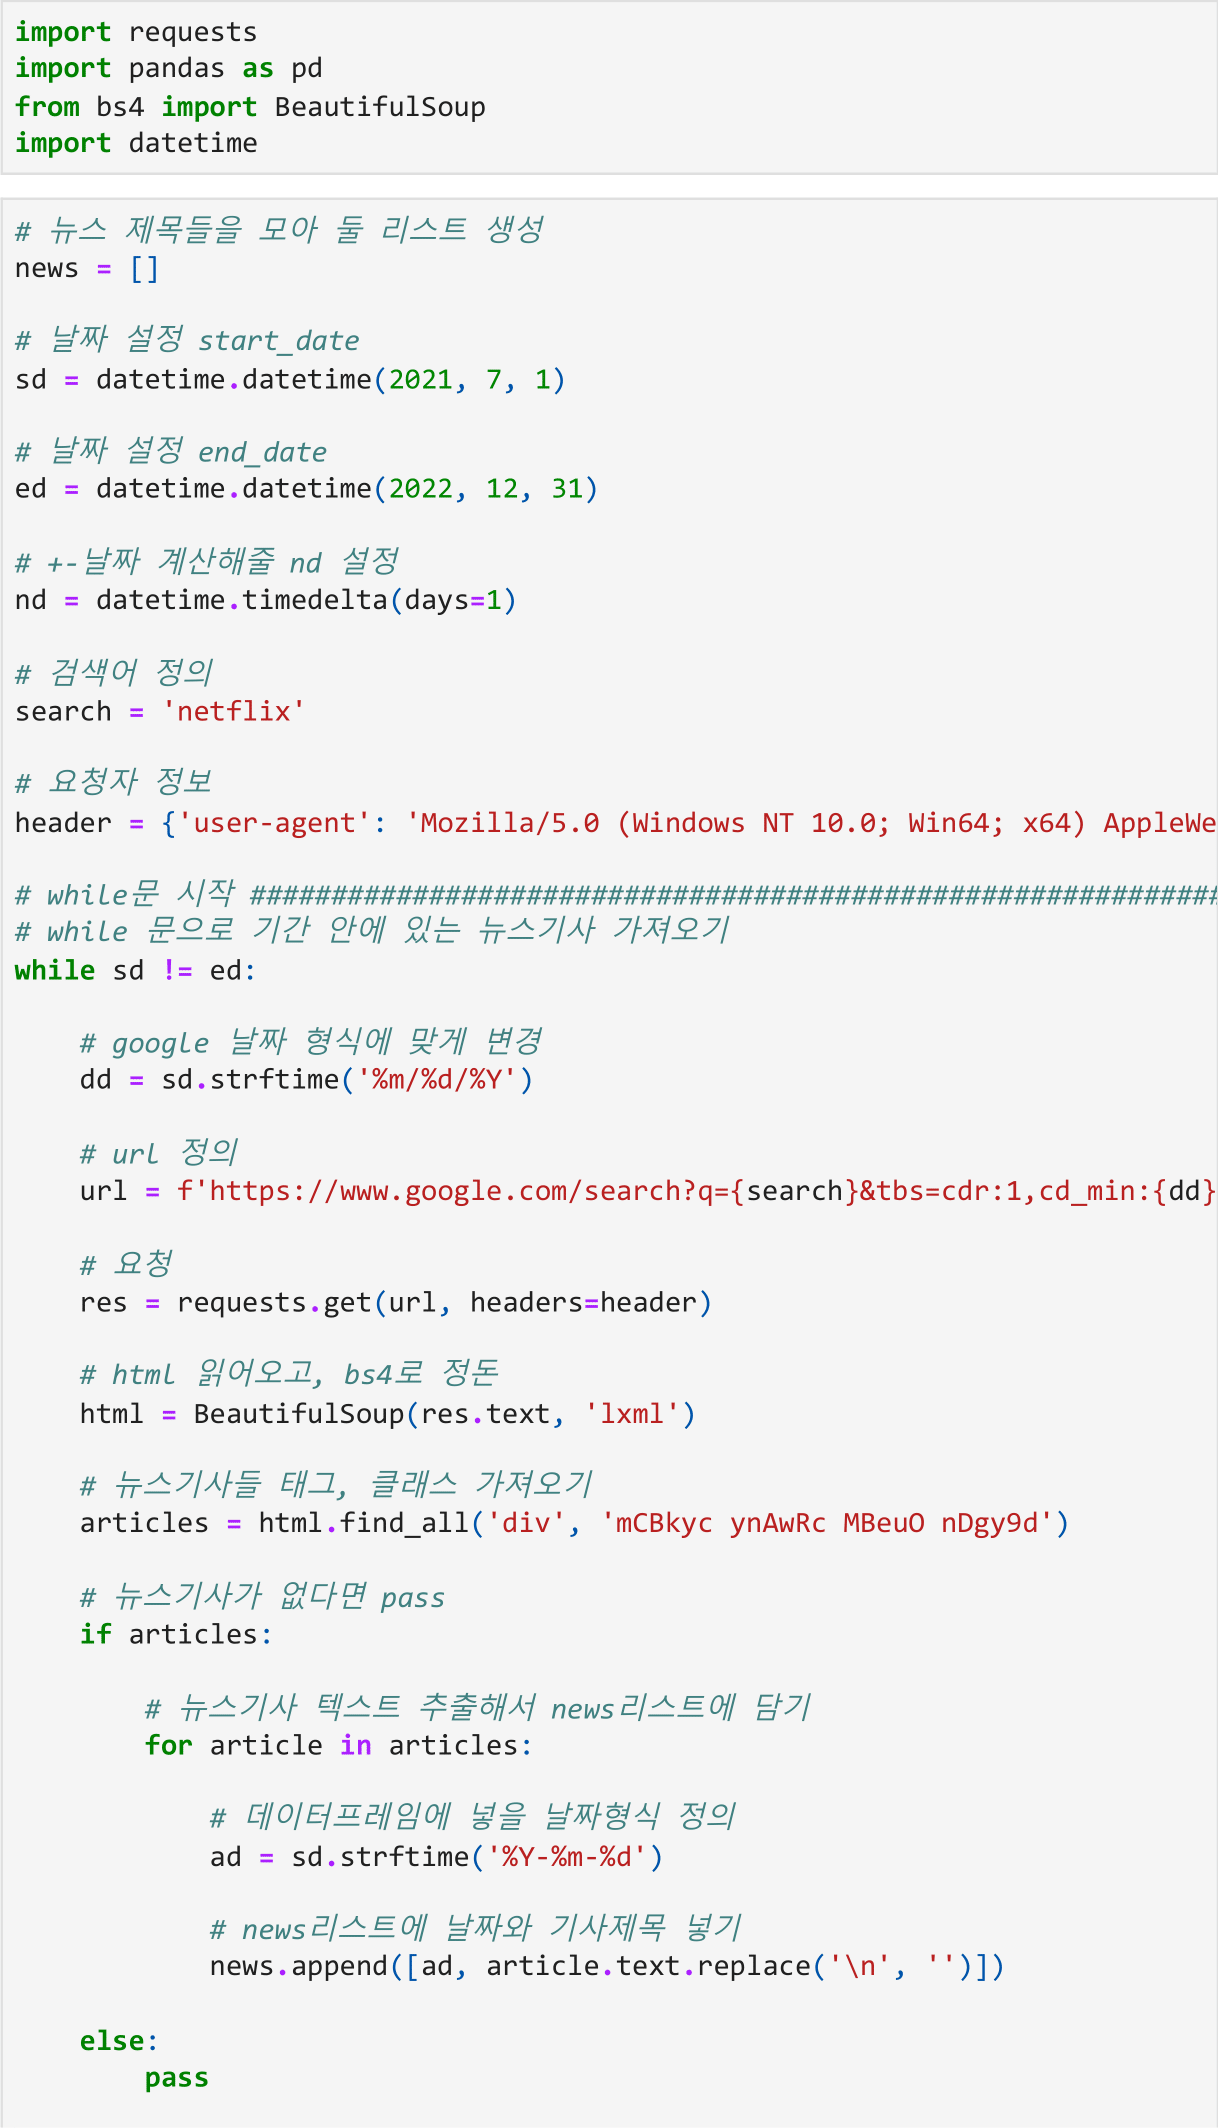 import requests
import pandas as pd
from bs4 import BeautifulSoup
import datetime
# 뉴스 제목들을 모아 둘 리스트 생성
news = []
# 날짜 설정 start_date
sd = datetime.datetime(2021, 7, 1)
# 날짜 설정 end_date
ed = datetime.datetime(2022, 12, 31)
# +-날짜 계산해줄 nd 설정
nd = datetime.timedelta(days=1)
# 검색어 정의
search = 'netflix'
# 요청자 정보
header = {'user-agent': 'Mozilla/5.0 (Windows NT 10.0; Win64; x64) AppleWe
# while문 시작 ############################################################
# while 문으로 기간 안에 있는 뉴스기사 가져오기
while sd != ed:
    # google 날짜 형식에 맞게 변경
    dd = sd.strftime('%m/%d/%Y')
    # url 정의
    url = f'https://www.google.com/search?q={search}&tbs=cdr:1,cd_min:{dd}
    # 요청
    res = requests.get(url, headers=header)
    # html 읽어오고, bs4로 정돈
    html = BeautifulSoup(res.text, 'lxml')
    # 뉴스기사들 태그, 클래스 가져오기
    articles = html.find_all('div', 'mCBkyc ynAwRc MBeuO nDgy9d')
    # 뉴스기사가 없다면 pass
    if articles:
        # 뉴스기사 텍스트 추출해서 news리스트에 담기
        for article in articles:
            # 데이터프레임에 넣을 날짜형식 정의
            ad = sd.strftime('%Y-%m-%d')
            # news리스트에 날짜와 기사제목 넣기
            news.append([ad, article.text.replace('\n', '')])
    else:
        pass